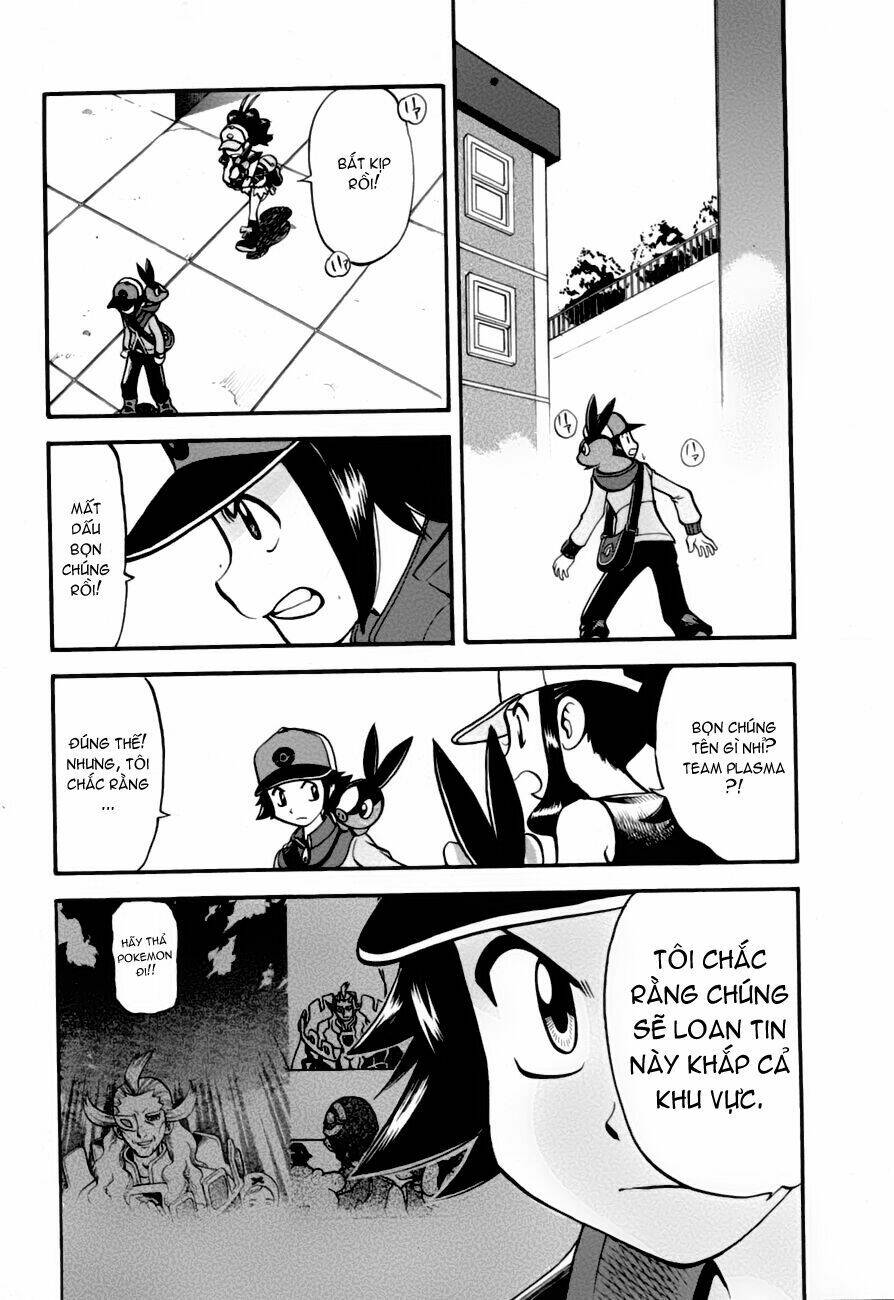 BẮT KỊP
RỒI!
MẤT
DẤU
BỌN
CHÚNG
RỒI!
BỌN CHÚNG
TÊN GÌ NHỈ?
TEAM PLASMA
?!
ĐÚNG THẾ!
NHƯNG, TÔI
CHẮC RẰNG
...
HÃY THẢ
POKEMON
ĐI!!
TÔI CHẮC
RẰNG CHÚNG
SẼ LOAN TIN
NÀY KHẮP CẢ
KHU VỰC.